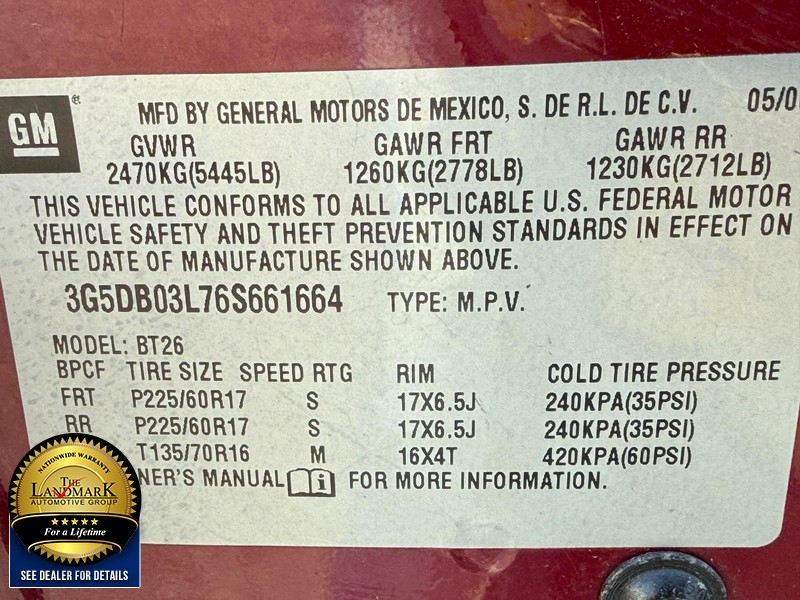 GM
MFD BY GENERAL MOTORS DE MEXICO, S. DE R.L. DE C.V. 05/0
GVWR GAWR FRT GAWR RR
2470KG(5445LB) 1260KG(2778LB) 1230KG(2712LB)
THIS VEHICLE CONFORMS TO ALL APPLICABLE U.S. FEDERAL MOTOR
VEHICLE SAFETY AND THEFT PREVENTION STANDARDS IN EFFECT ON
THE DATE OF MANUFACTURE SHOWN ABOVE.
3G5DB03L76S661664 TYPE: M.P.V.
MODEL: BT26
BPCF TIRE SIZE SPEED RTG RIM COLD TIRE PRESSURE
FRT P225/60R17 S 17X6.5J 240KPA(35PSI)
RR P225/60R17 S 17X6.5J 240KPA(35PSI)
T135/70R16 M 16X4T 420KPA(60PSI)
NER'S MANUAL i FOR MORE INFORMATION.
NATIONWIDE WARRANTY
THE
LANDMARK
AUTOMOTIVE GROUP
For a Lifetime
SEE DEALER FOR DETAILS